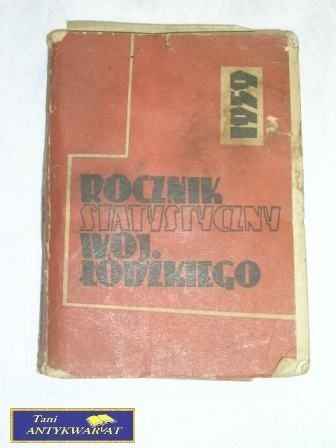 1959
ROCZNIK
STATYSTYCZNY
WOJ.
ŁÓDZKIEGO
Tani
ANTYKWARIAT